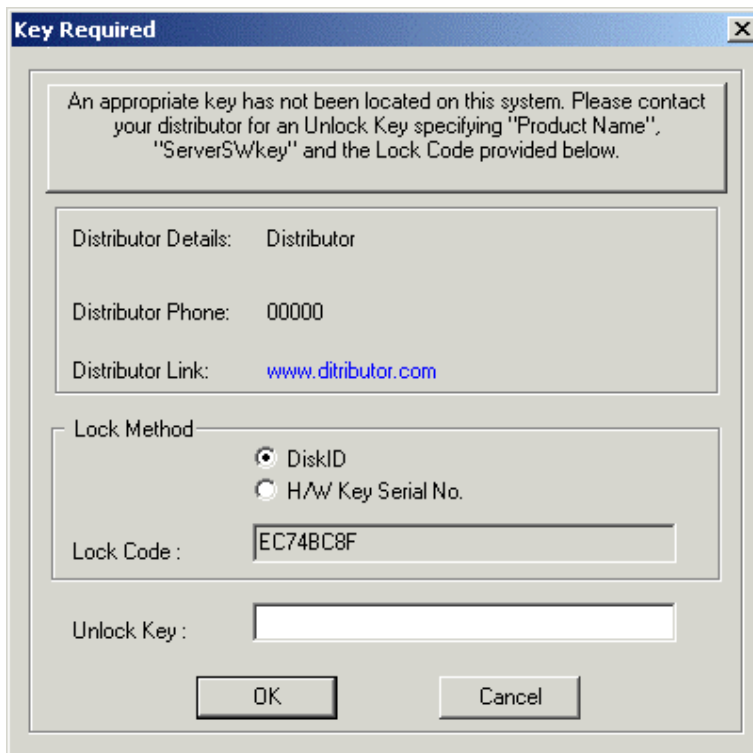 Key Required
An appropriate key has not been located on this system. Please contact
your distributor for an Unlock Key specifying "Product Name",
"ServerSWkey" and the Lock Code provided below.
Distributor Details: Distributor
Distributor Phone: 00000
Distributor Link: www.ditributor.com
Lock Method
DiskID
H/W Key Serial No.
Lock Code : EC74BC8F
Unlock Key :
OK Cancel